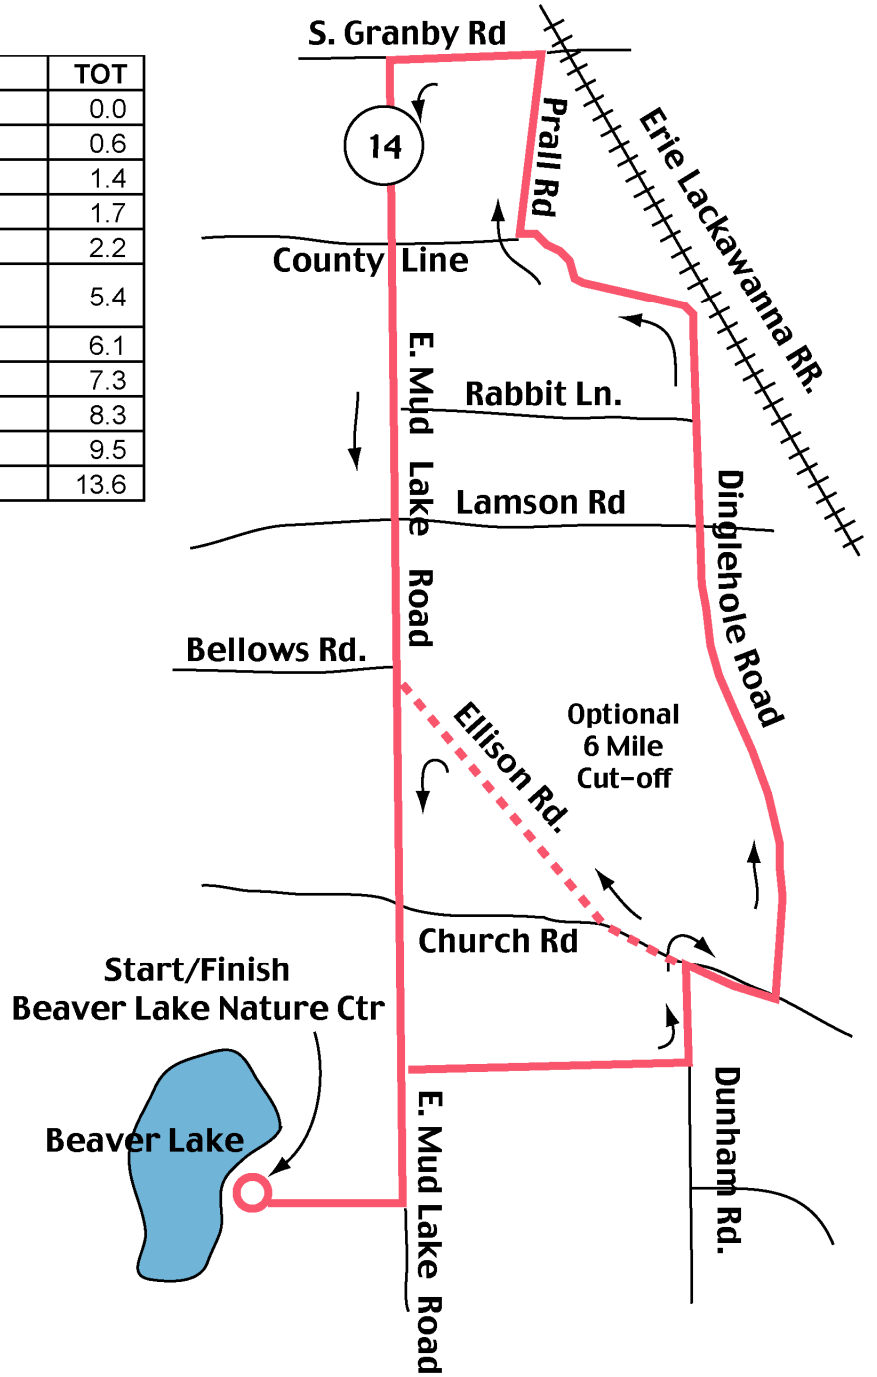 TOT
0.0
0.6
1.4
1.7
2.2
5.4
6.1
7.3
8.3
9.5
13.6
S. Granby Rd
14
Prall Rd
Erie Lackawanna RR.
County Line
E. Mud Lake Road
Rabbit Ln.
Lamson Rd
Dinglehole Road
Bellows Rd.
Ellison Rd.
Optional
6 Mile
Cut-off
Church Rd
Start/Finish
Beaver Lake Nature Ctr
Beaver Lake
E. Mud Lake Road
Dunham Rd.